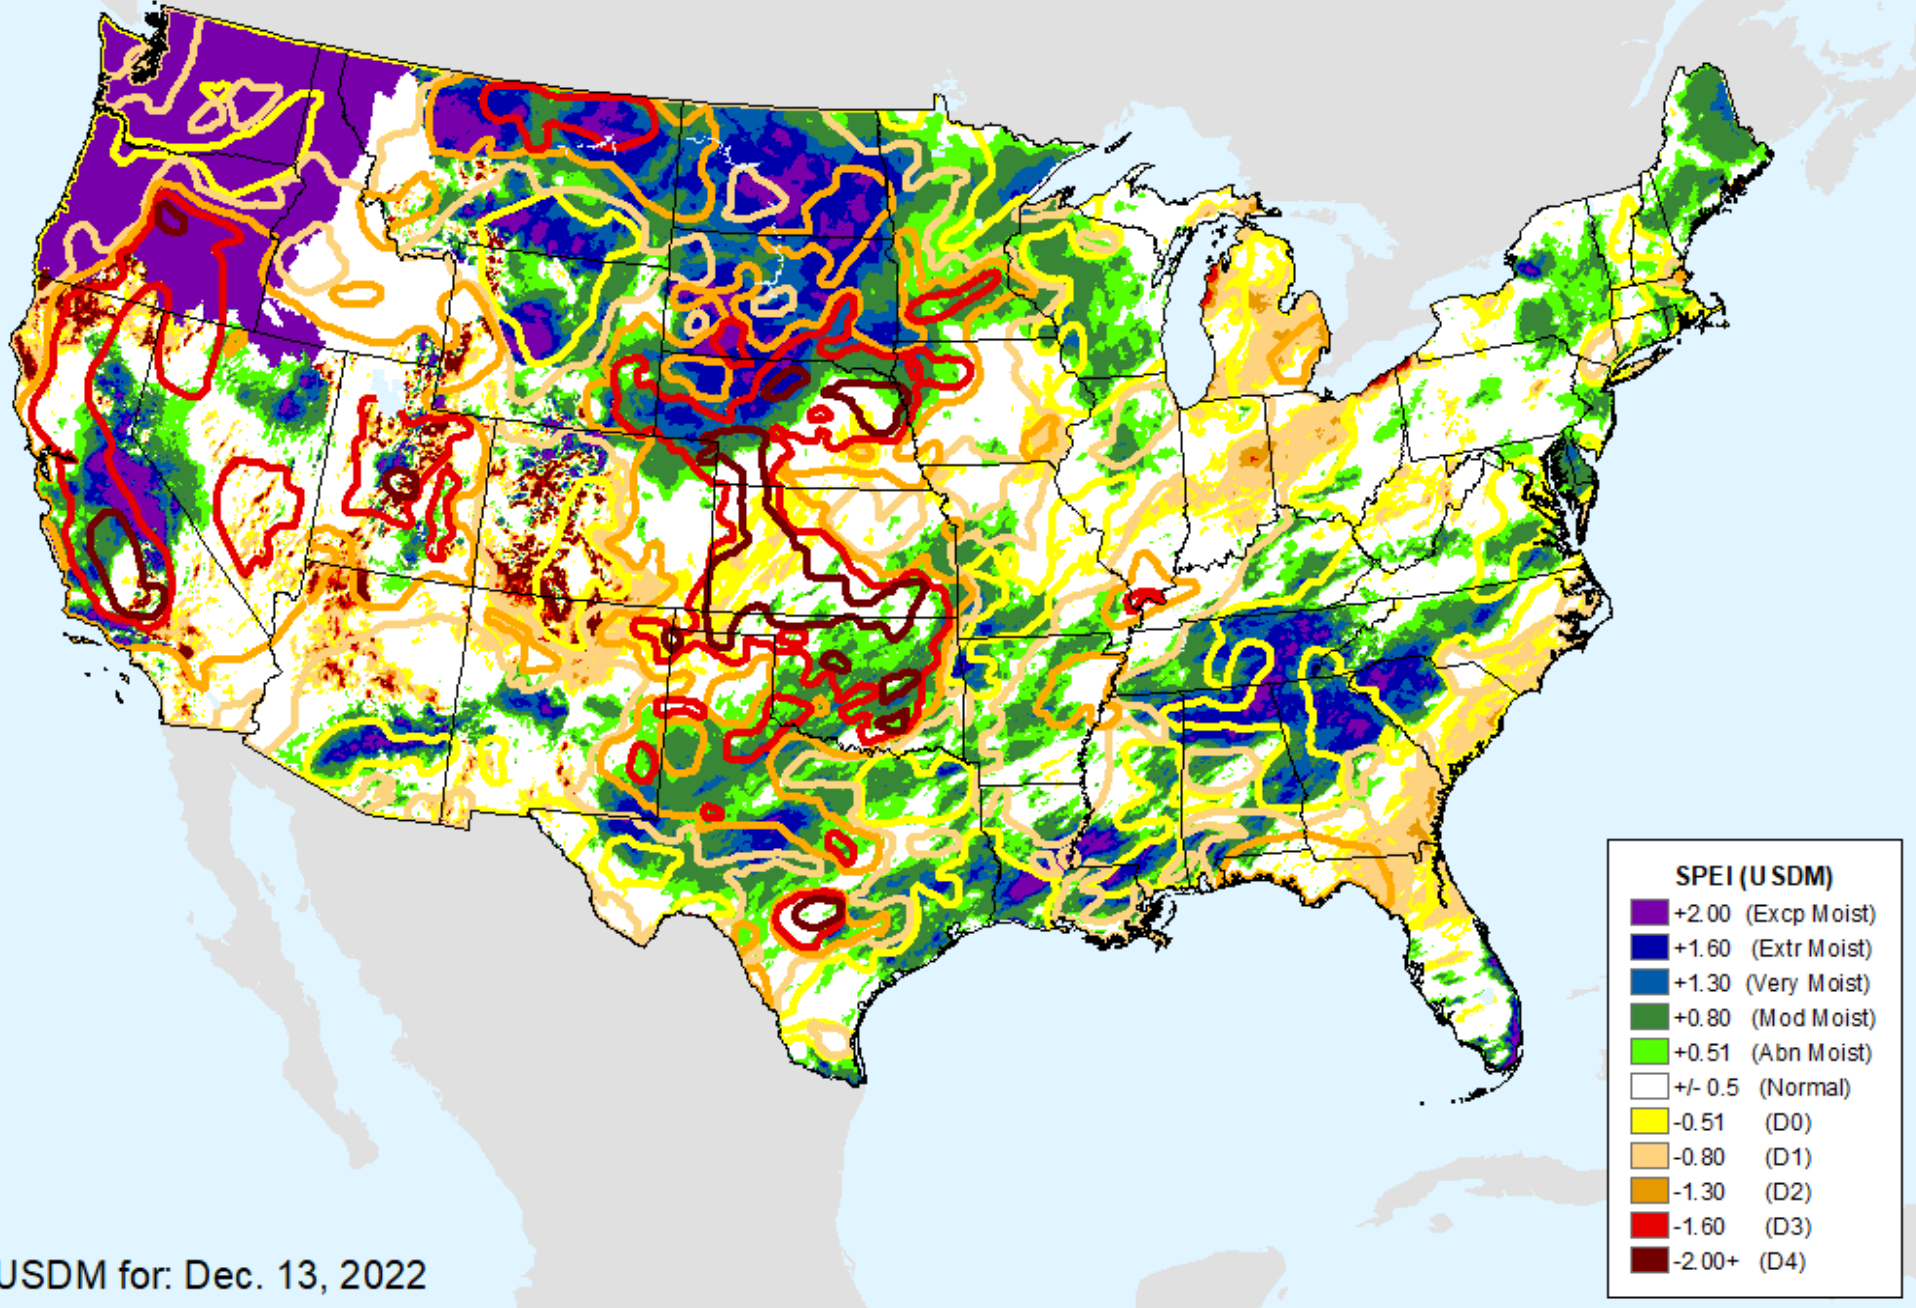 SPEI (USDM)
+2.00 (Excp Moist)
+1.60 (Extr Moist)
+1.30 (Very Moist)
+0.80 (Mod Moist)
+0.51 (Abn Moist)
+/- 0.5 (Normal)
-0.51 (D0)
-0.80 (D1)
-1.30 (D2)
-1.60 (D3)
-2.00+ (D4)
USDM for: Dec. 13, 2022